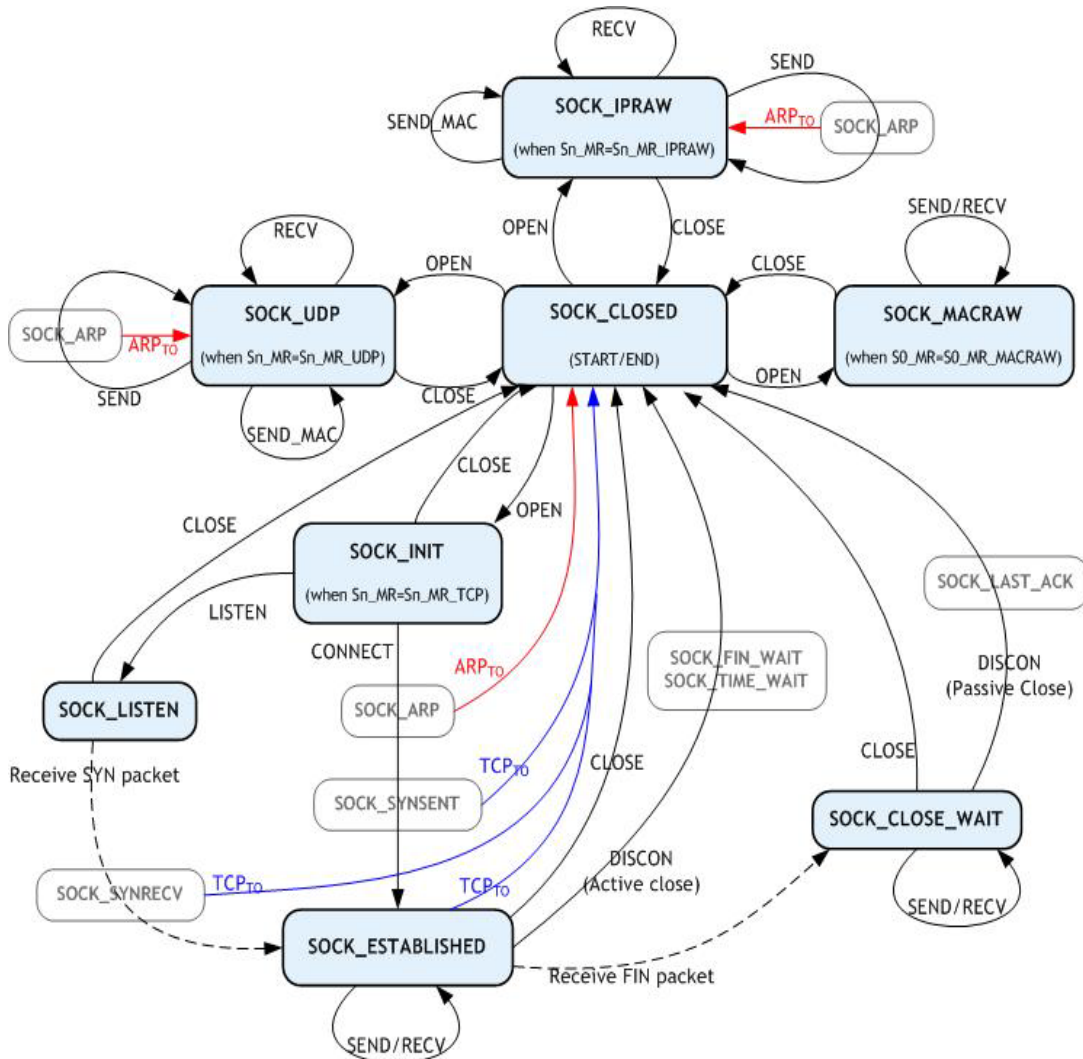 RECV
SEND
SOCK_IPRAW
(when Sn_MR=Sn_MR_IPRAW)
SEND_MAC
ARPTO
SOCK_ARP
OPEN
CLOSE
SEND/RECV
RECV
OPEN
CLOSE
SOCK_UDP
(when Sn_MR=Sn_MR_UDP)
SOCK_CLOSED
(START/END)
SOCK_MACRAW
(when S0_MR=S0_MR_MACRAW)
SOCK_ARP
ARPTO
SEND
CLOSE
OPEN
SEND_MAC
CLOSE
CLOSE
OPEN
SOCK_INIT
(when Sn_MR=Sn_MR_TCP)
SOCK_LAST_ACK
LISTEN
CONNECT
ARPTO
SOCK_FIN_WAIT
SOCK_TIME_WAIT
DISCON
(Passive Close)
SOCK_LISTEN
SOCK_ARP
Receive SYN packet
TCPTO
CLOSE
CLOSE
SOCK_SYNSENT
SOCK_CLOSE_WAIT
DISCON
(Active close)
SOCK_SYNRECV
TCPTO
TCPTO
SEND/RECV
SOCK_ESTABLISHED
Receive FIN packet
SEND/RECV